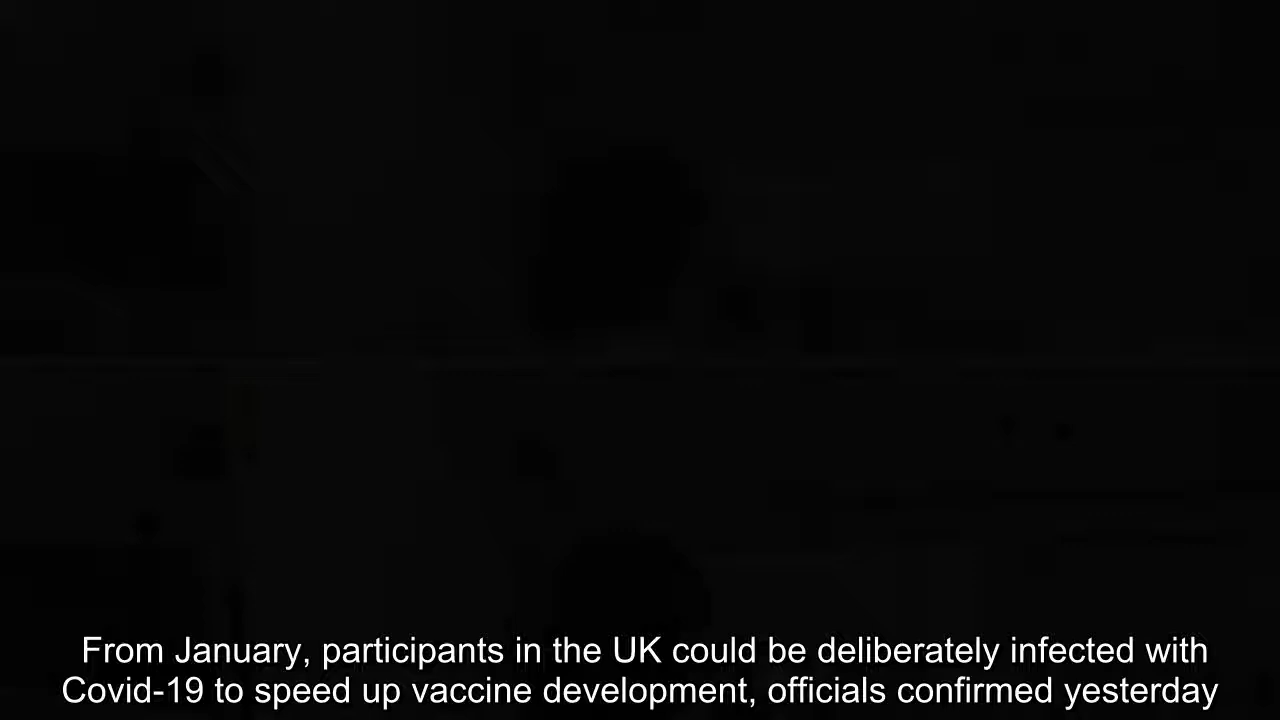 From January, participants in the UK could be deliberately infected with
Covid-19 to speed up vaccine development, officials confirmed yesterday